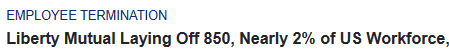 EMPLOYEE TERMINATION
Liberty Mutual Laying Off 850, Nearly 2% of US Workforce,